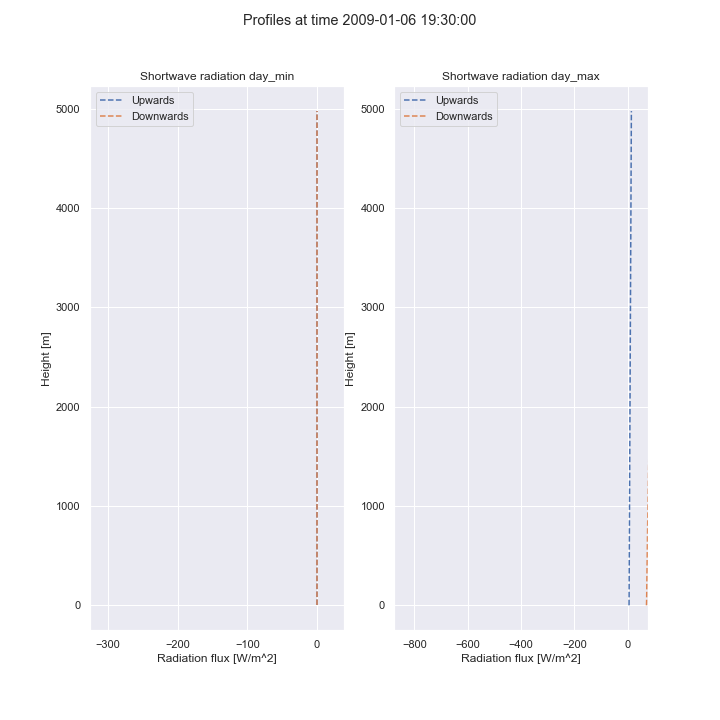 Profiles at time 2009-01-06 19:30:00
Shortwave radiation day_min
Upwards
Downwards
5000
4000
3000
2000
1000
0
Height [m]
−300
−200
−100
0
Radiation flux [W/m^2]
Shortwave radiation day_max
Upwards
Downwards
5000
4000
3000
2000
1000
0
Height [m]
−800
−600
−400
−200
0
Radiation flux [W/m^2]